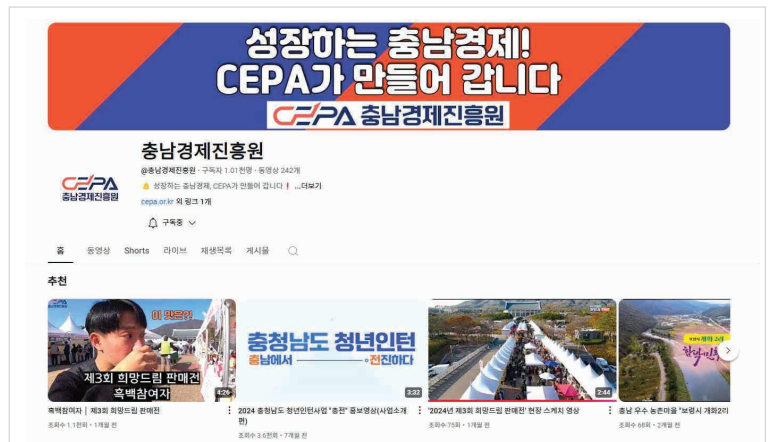 성장하는 충남경제!
CEPA가 만들어 갑니다
CEPA 충남경제진흥원
충남경제진흥원
@충남경제진흥원 · 구독자 1.01천명 · 동영상 242개
성장하는 충남경제, CEPA가 만들어 갑니다 ! ...더보기
cepa.or.kr 외 링크 1개
구독중
CEPA
충남경제진흥원
홈 동영상 Shorts 라이브 재생목록 게시물
추천
이 맛은?!
제3회 희망드림 판매전
흑백참여자
4:26
흑백참여자 | 제3회 희망드림 판매전
조회수 1.1천회 · 1개월 전
충청남도 청년인턴
충남에서 전진하다
3:32
2024 충청남도 청년인턴사업 "충전" 홍보영상(사업소개편)
조회수 3.6천회 · 7개월 전
2:44
'2024년 제3회 희망드림 판매전' 현장 스케치 영상
조회수 75회 · 1개월 전
충남 우수 농촌마을 "보령시 개화2리
조회수 68회 · 2개월 전